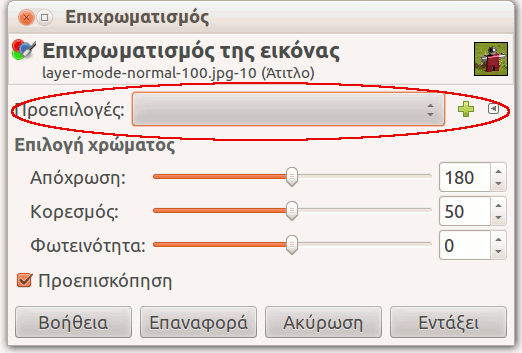 Επιχρωματισμός
Επιχρωματισμός της εικόνας
layer-mode-normal-100.jpg-10 (Άτιτλο)
Προεπιλογές:
Επιλογή χρώματος
Απόχρωση: 180
Κορεσμός: 50
Φωτεινότητα: 0
Προεπισκόπηση
Βοήθεια Επαναφορά Ακύρωση Εντάξει